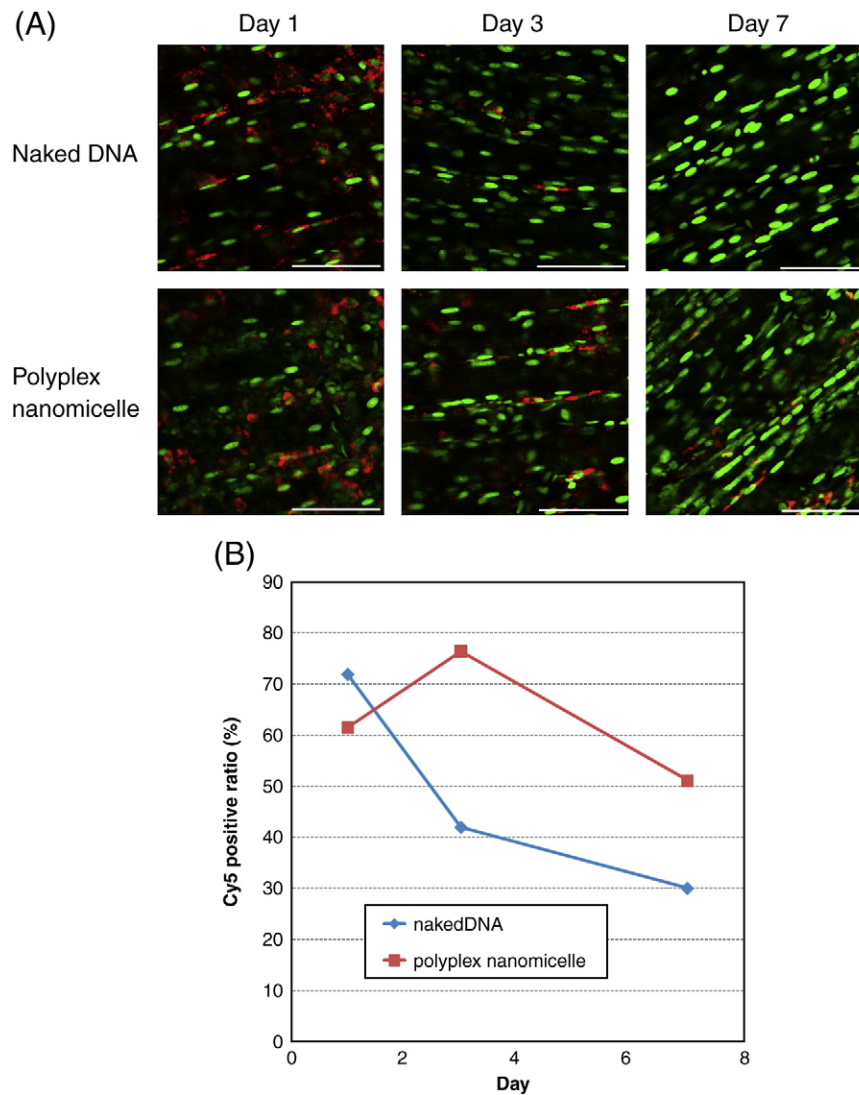 (A)
Day 1 Day 3 Day 7
Naked DNA
Polyplex
nanomicelle
(B)
90
80
70
60
50
40
30
20
10
0
Cy5 positive ratio (%)
nakedDNA
polyplex nanomicelle
0 2 4 6 8
Day